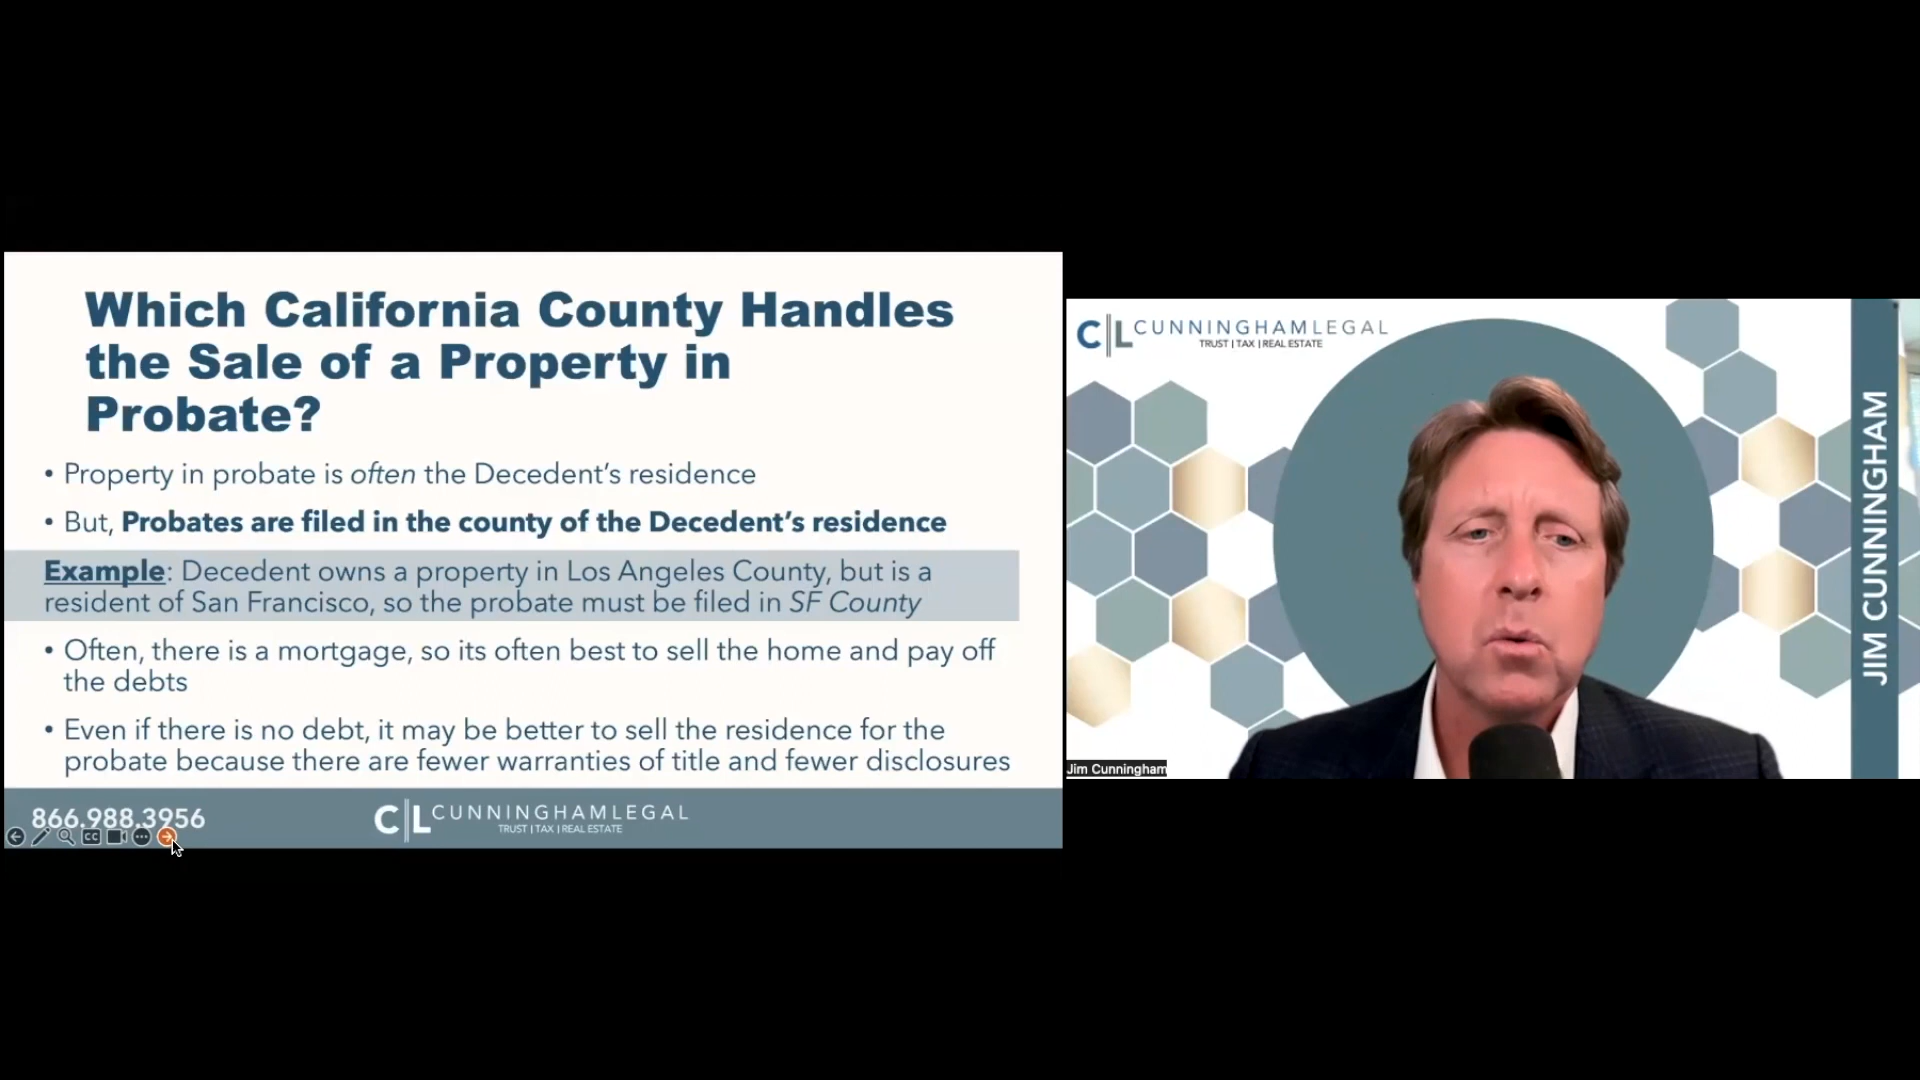 Which California County Handles
the Sale of a Property in
Probate?
• Property in probate is often the Decedent's residence
• But, Probates are filed in the county of the Decedent's residence
Example: Decedent owns a property in Los Angeles County, but is a
resident of San Francisco, so the probate must be filed in SF County
• Often, there is a mortgage, so its often best to sell the home and pay off
the debts
• Even if there is no debt, it may be better to sell the residence for the
probate because there are fewer warranties of title and fewer disclosures
866.988.3956
CC
C|L CUNNINGHAMLEGAL
TRUST | TAX | REAL ESTATE
C|L CUNNINGHAMLEGAL
TRUST | TAX | REAL ESTATE
JIM CUNNINGHAM
Jim Cunningham